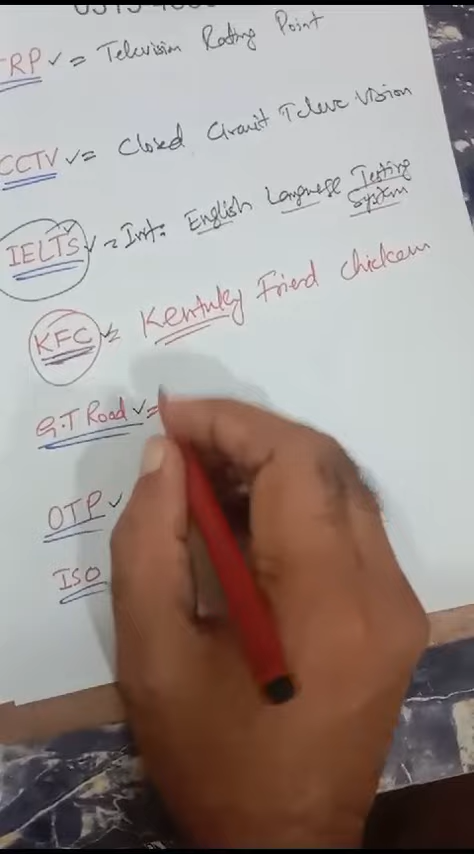 TRP ✓ = Television Rating Point
CCTV ✓ = Closed Circuit Televe Vision
IELTS ✓ = Int: English Language Testing System
KFC ✓ = Kentuky Fried Chicken
G.T Road ✓ =
OTP ✓
ISO